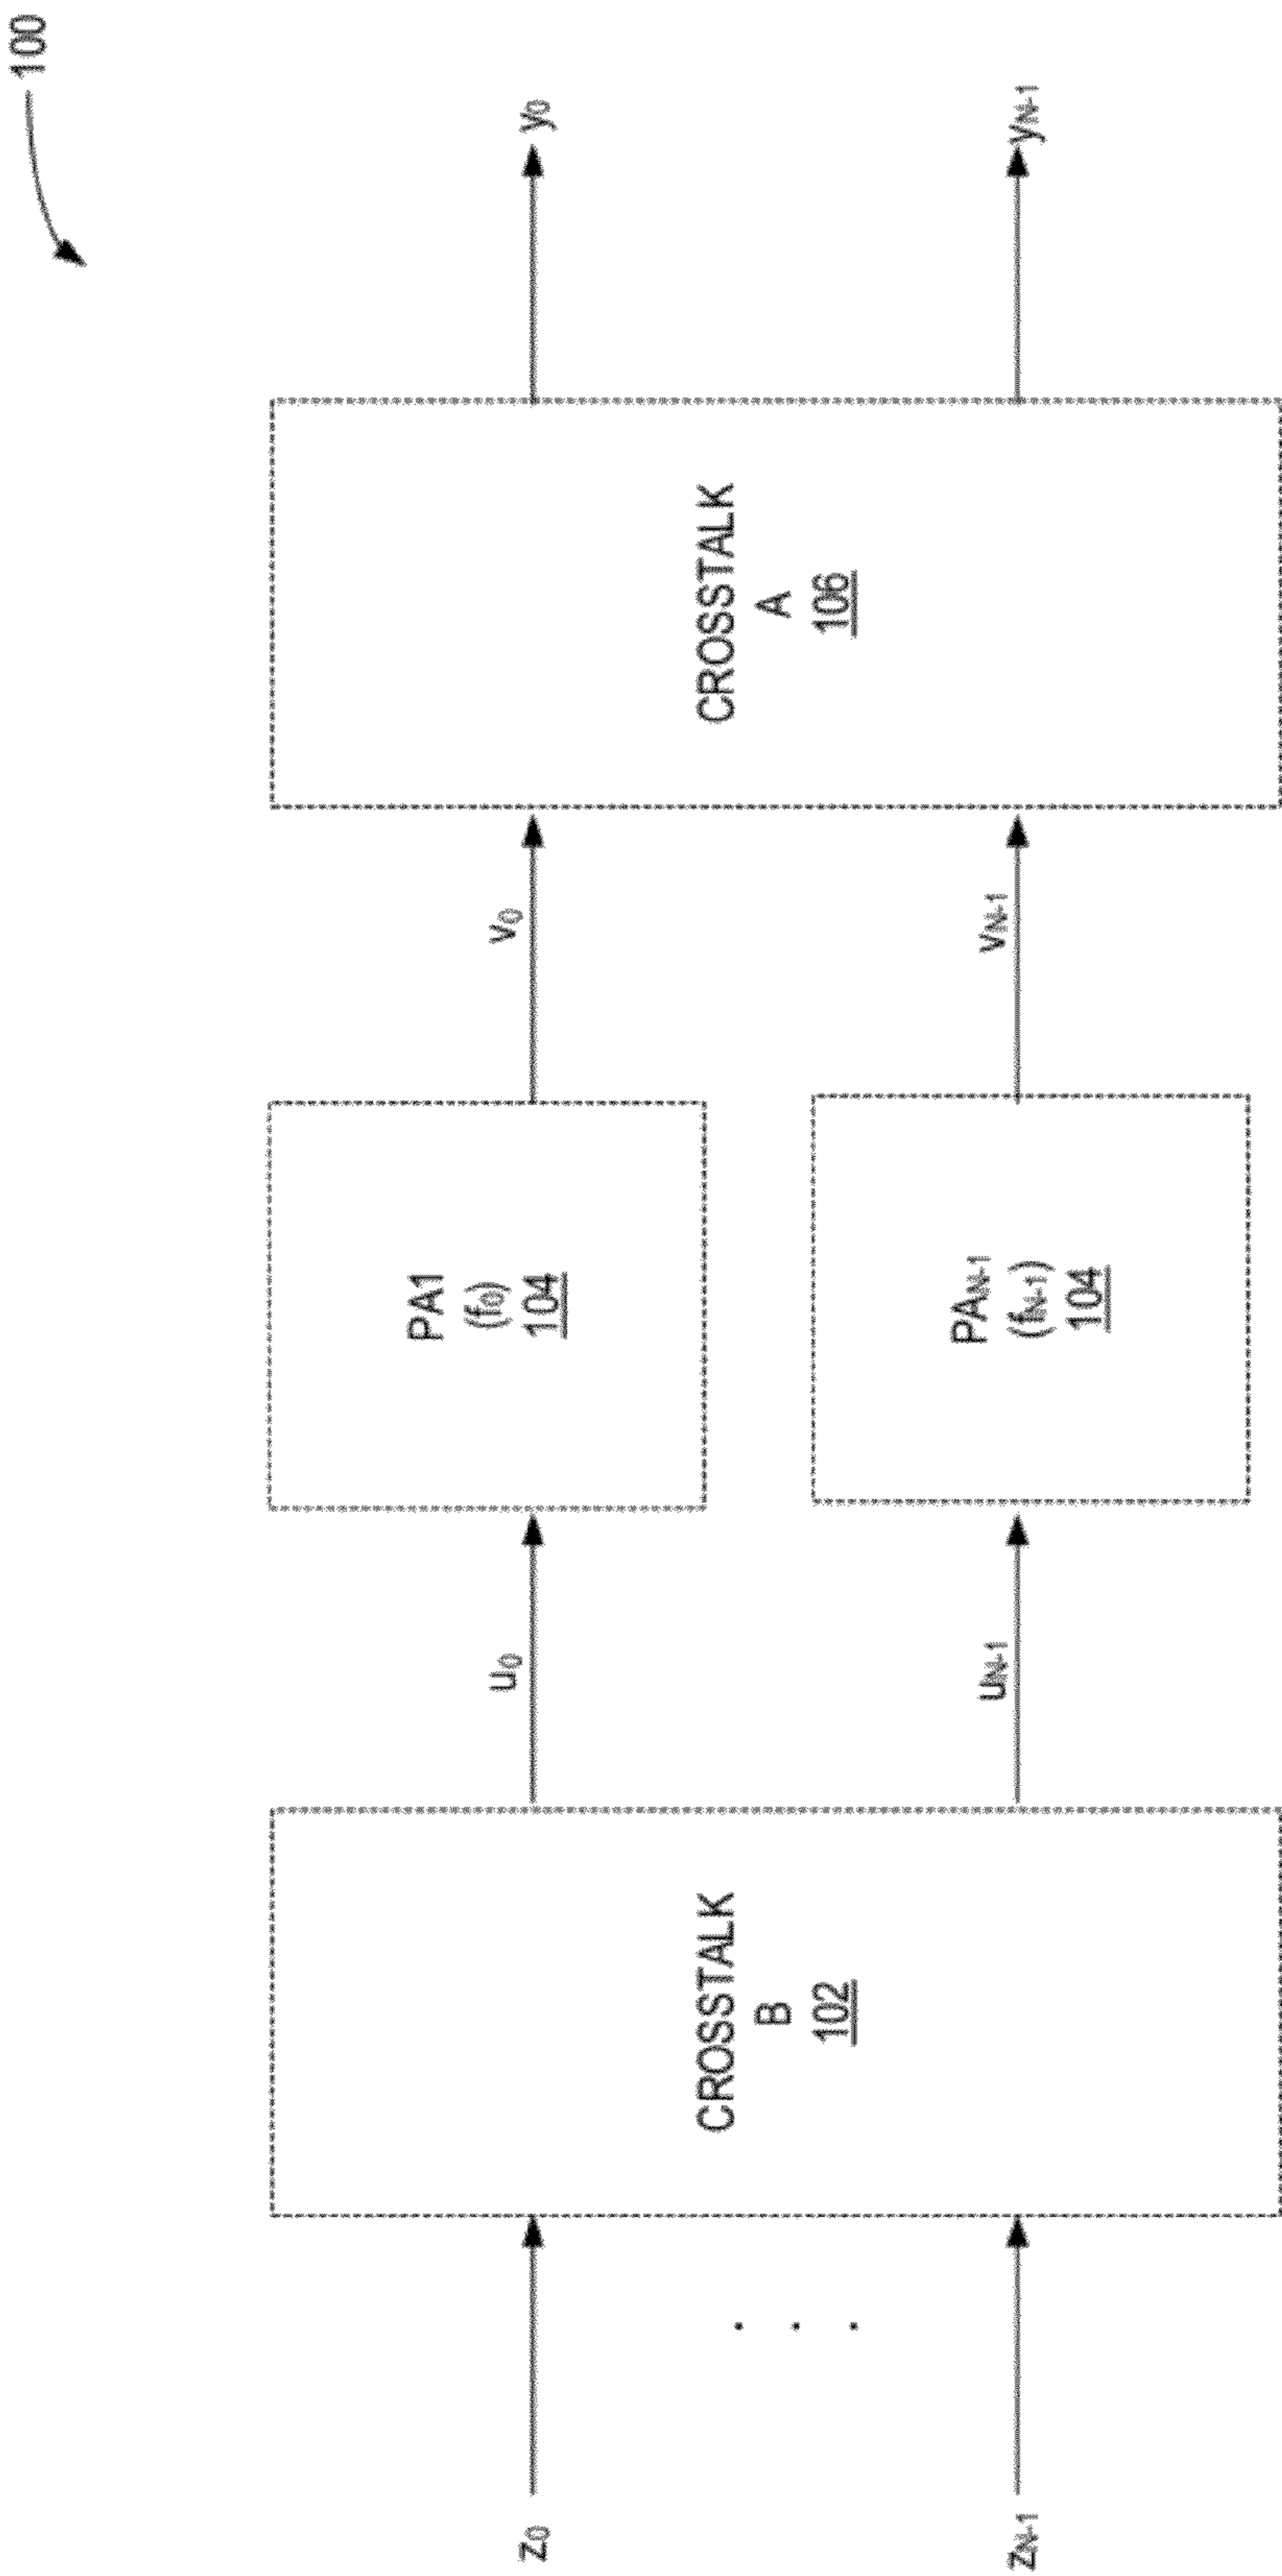 100
z0
zN-1
. . .
CROSSTALK
B
102
u0
uN-1
PA1
(f0)
104
PAN-1
(fN-1)
104
v0
vN-1
CROSSTALK
A
106
y0
yN-1